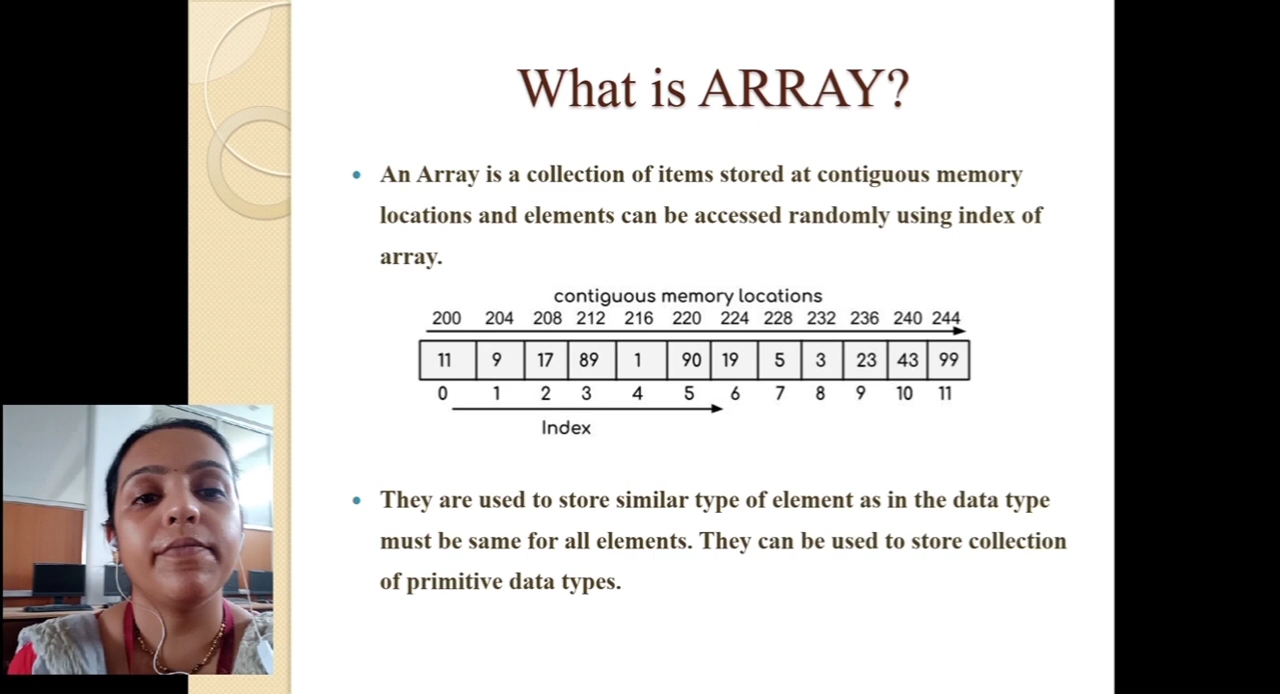 What is ARRAY?
An Array is a collection of items stored at contiguous memory
locations and elements can be accessed randomly using index of
array.
contiguous memory locations
200 204 208 212 216 220 224 228 232 236 240 244
11 9 17 89 1 90 19 5 3 23 43 99
0 1 2 3 4 5 6 7 8 9 10 11
Index
They are used to store similar type of element as in the data type
must be same for all elements. They can be used to store collection
of primitive data types.